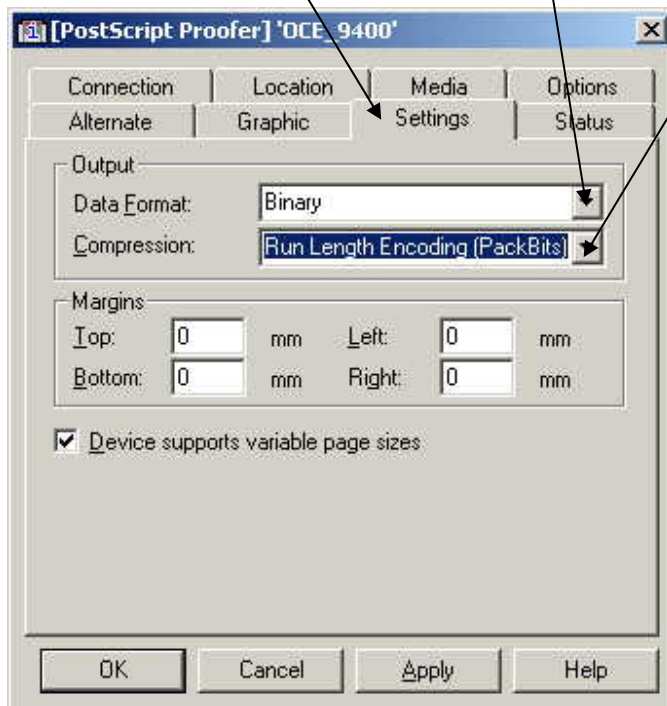 [PostScript Proofer] 'OCE_9400'
Connection Location Media Options
Alternate Graphic Settings Status
Output
Data Format: Binary
Compression: Run Length Encoding (PackBits)
Margins
Top: 0 mm Left: 0 mm
Bottom: 0 mm Right: 0 mm
Device supports variable page sizes
OK Cancel Apply Help